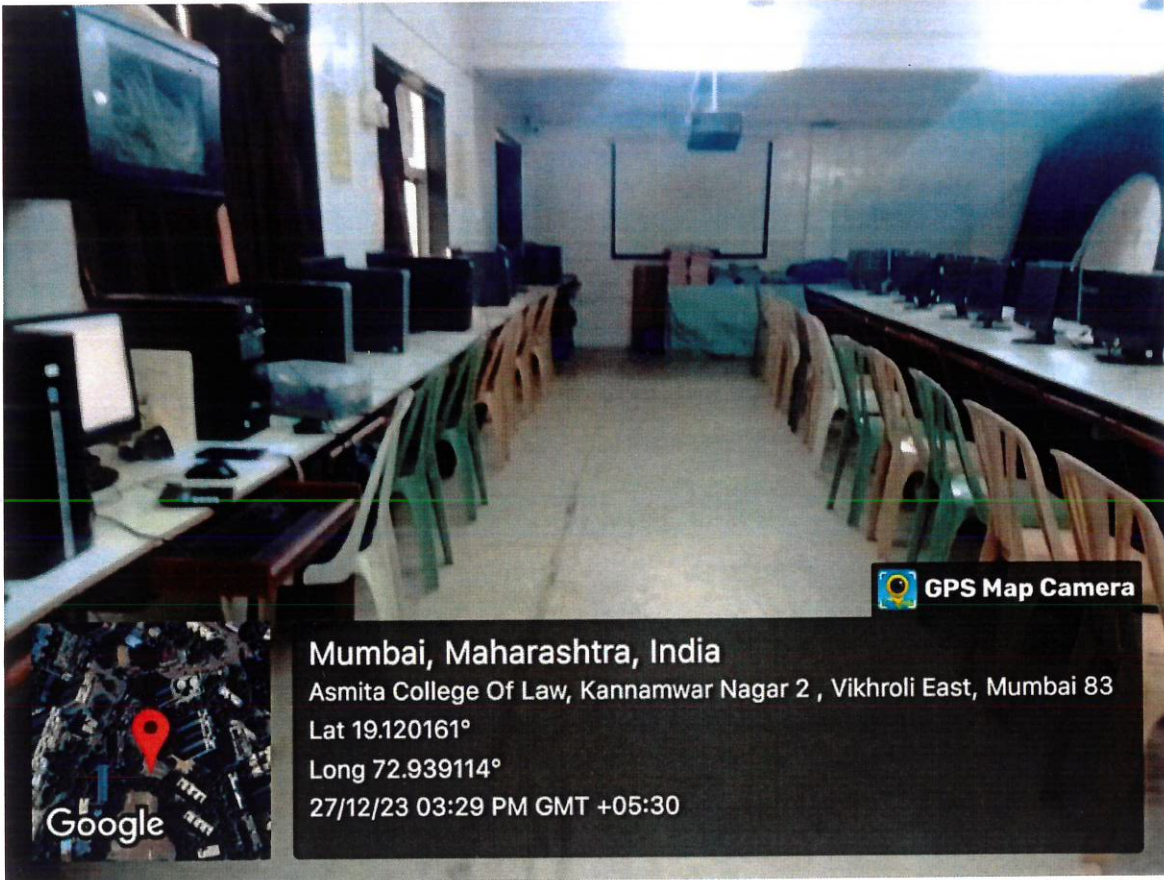 GPS Map Camera
Mumbai, Maharashtra, India
Asmita College Of Law, Kannamwar Nagar 2 , Vikhroli East, Mumbai 83
Lat 19.120161°
Long 72.939114°
27/12/23 03:29 PM GMT +05:30
Google